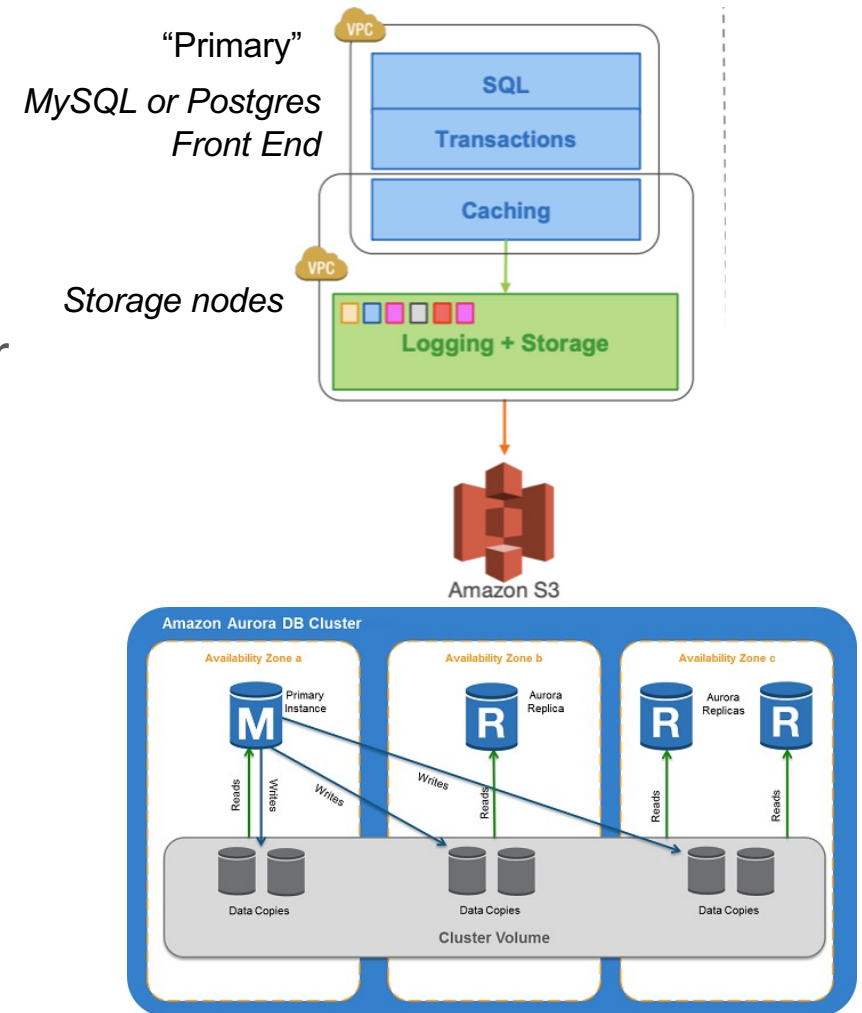 “Primary”
MySQL or Postgres
Front End
VPC
SQL
Transactions
Caching
VPC
Storage nodes
r
Logging + Storage
Amazon S3
Amazon Aurora DB Cluster
Availability Zone a
Availability Zone b
Availability Zone c
M
Primary
Instance
R
Aurora
Replica
R
Aurora
Replicas
R
Reads
Writes
Writes
Writes
Reads
Reads
Reads
Data Copies
Data Copies
Data Copies
Cluster Volume